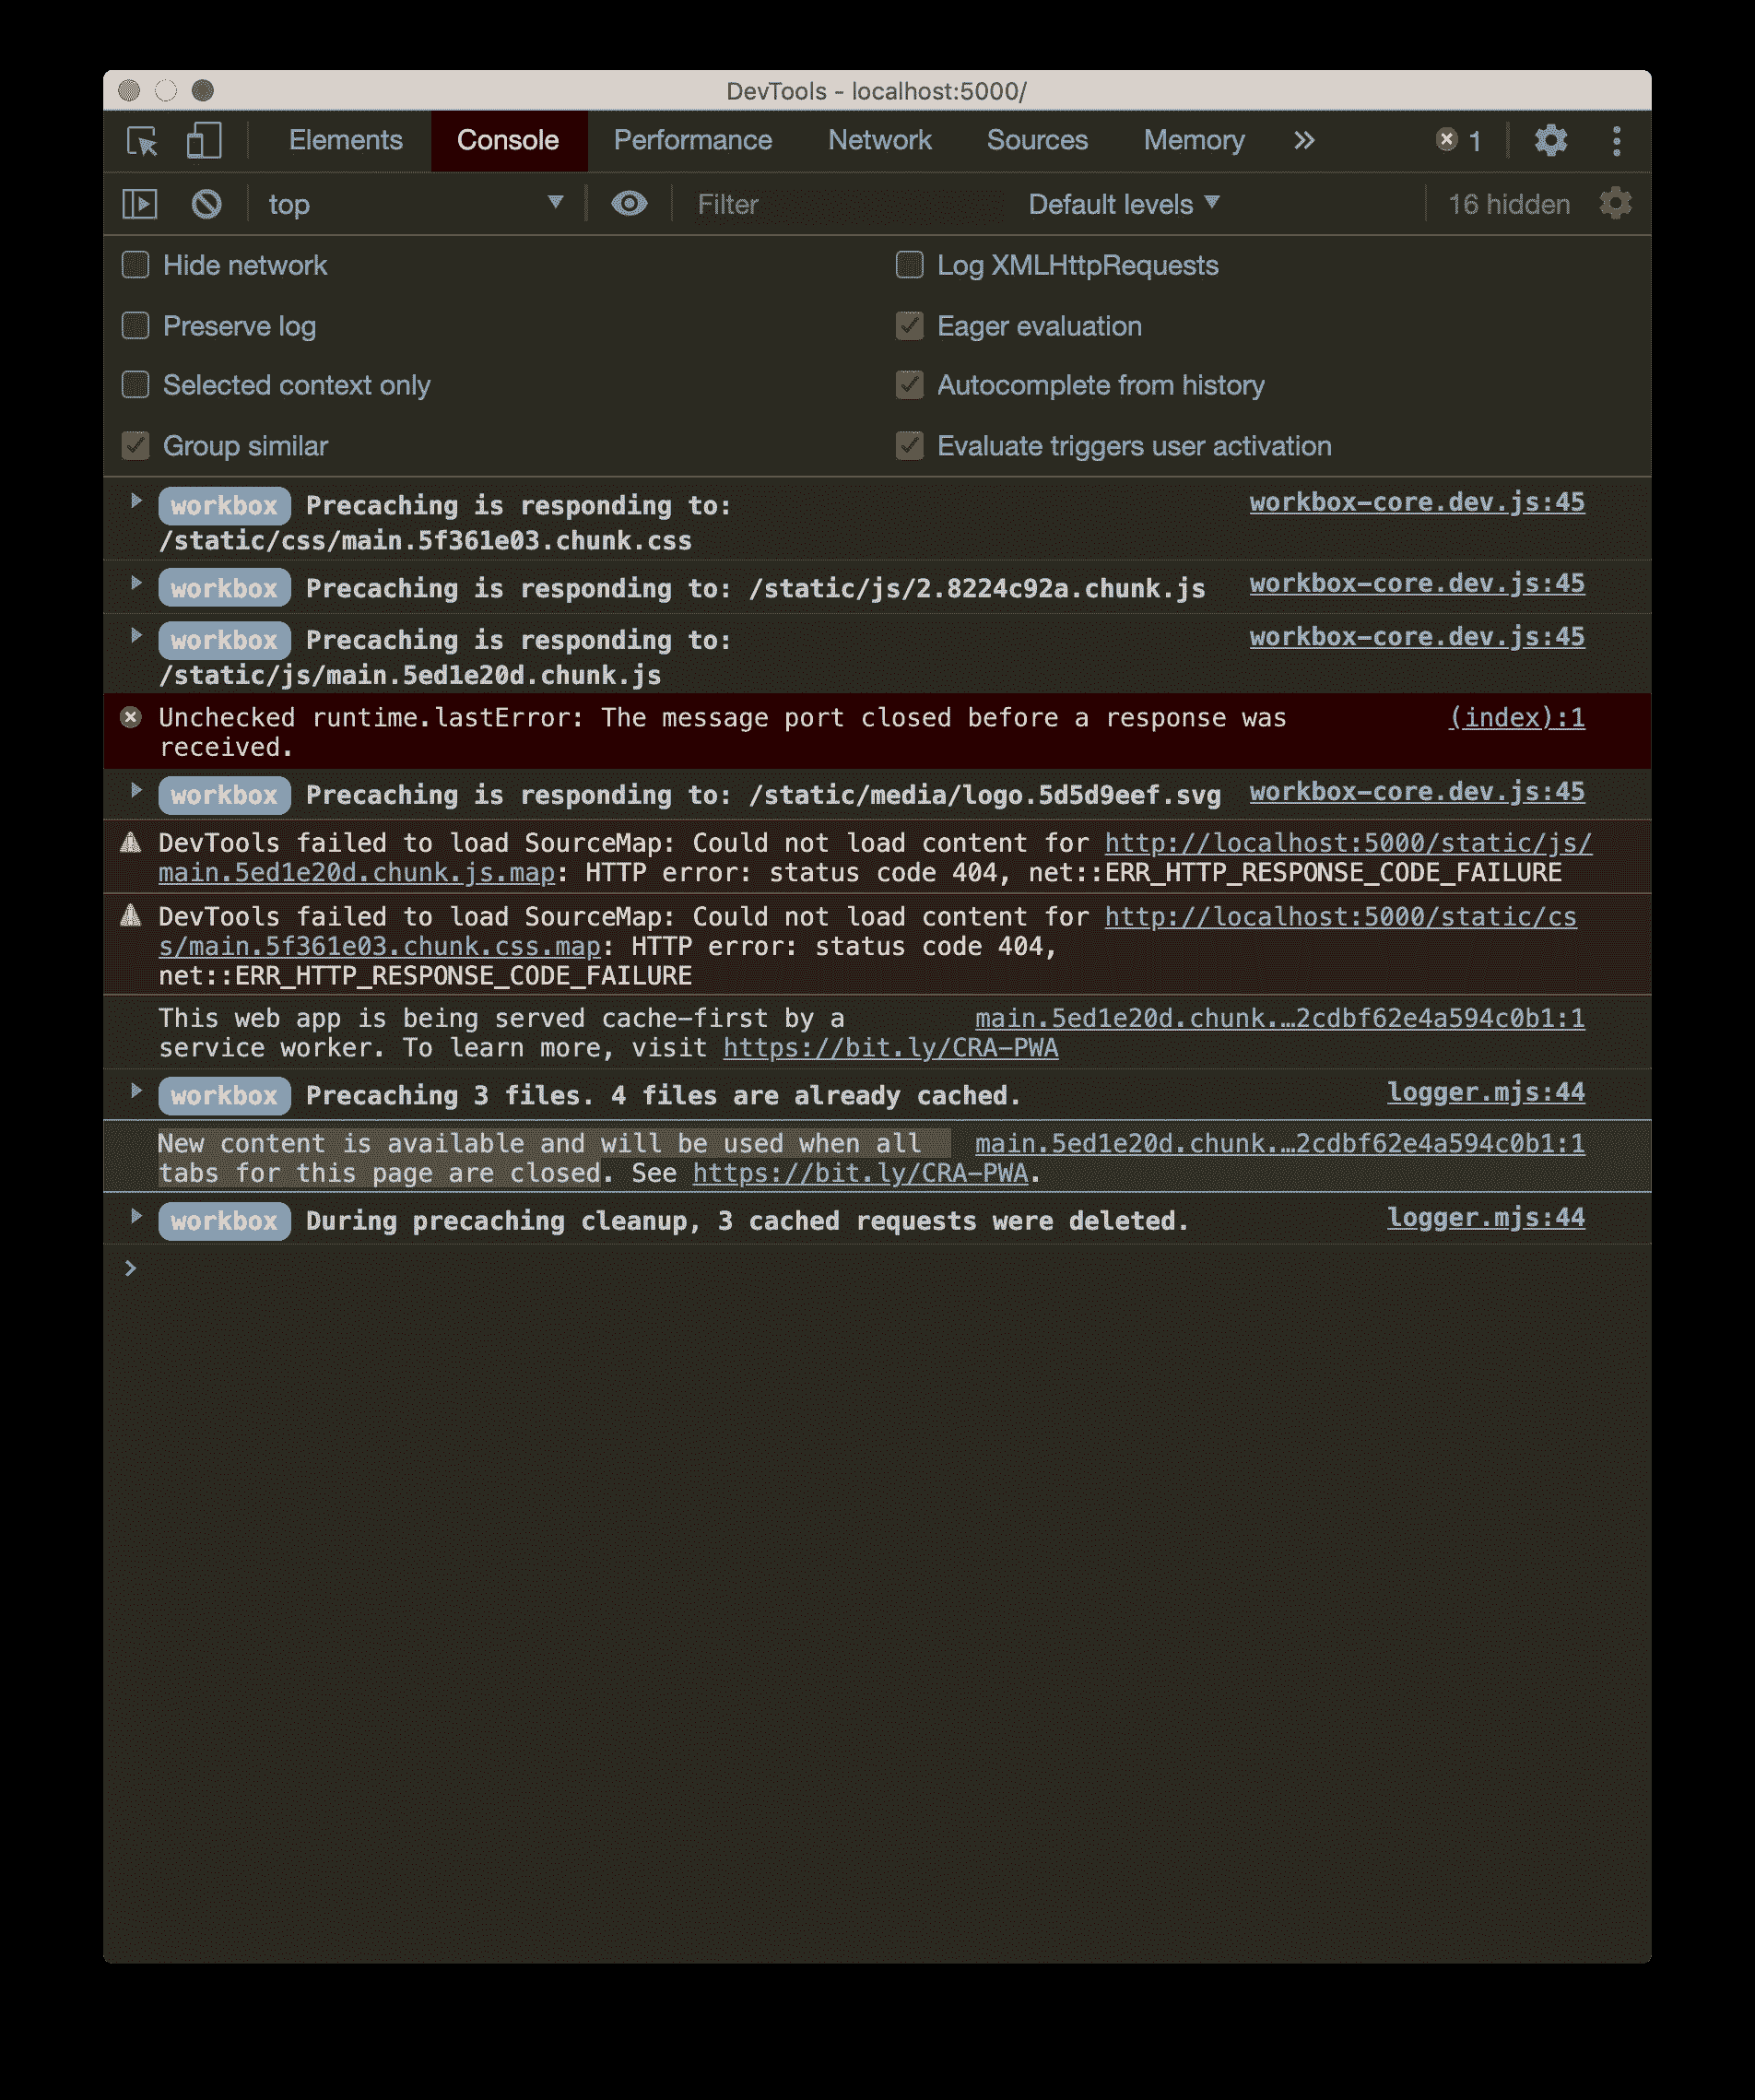 DevTools - localhost:5000/
Elements Console Performance Network Sources Memory » 1
top Filter Default levels 16 hidden
Hide network Log XMLHttpRequests
Preserve log Eager evaluation
Selected context only Autocomplete from history
Group similar Evaluate triggers user activation
workbox Precaching is responding to: workbox-core.dev.js:45
/static/css/main.5f361e03.chunk.css
workbox Precaching is responding to: /static/js/2.8224c92a.chunk.js workbox-core.dev.js:45
workbox Precaching is responding to: workbox-core.dev.js:45
/static/js/main.5ed1e20d.chunk.js
Unchecked runtime.lastError: The message port closed before a response was (index):1
received.
workbox Precaching is responding to: /static/media/logo.5d5d9eef.svg workbox-core.dev.js:45
DevTools failed to load SourceMap: Could not load content for http://localhost:5000/static/js/
main.5ed1e20d.chunk.js.map: HTTP error: status code 404, net::ERR_HTTP_RESPONSE_CODE_FAILURE
DevTools failed to load SourceMap: Could not load content for http://localhost:5000/static/cs
s/main.5f361e03.chunk.css.map: HTTP error: status code 404,
net::ERR_HTTP_RESPONSE_CODE_FAILURE
This web app is being served cache-first by a main.5ed1e20d.chunk.…2cdbf62e4a594c0b1:1
service worker. To learn more, visit https://bit.ly/CRA-PWA
workbox Precaching 3 files. 4 files are already cached. logger.mjs:44
New content is available and will be used when all main.5ed1e20d.chunk.…2cdbf62e4a594c0b1:1
tabs for this page are closed. See https://bit.ly/CRA-PWA.
workbox During precaching cleanup, 3 cached requests were deleted. logger.mjs:44
>